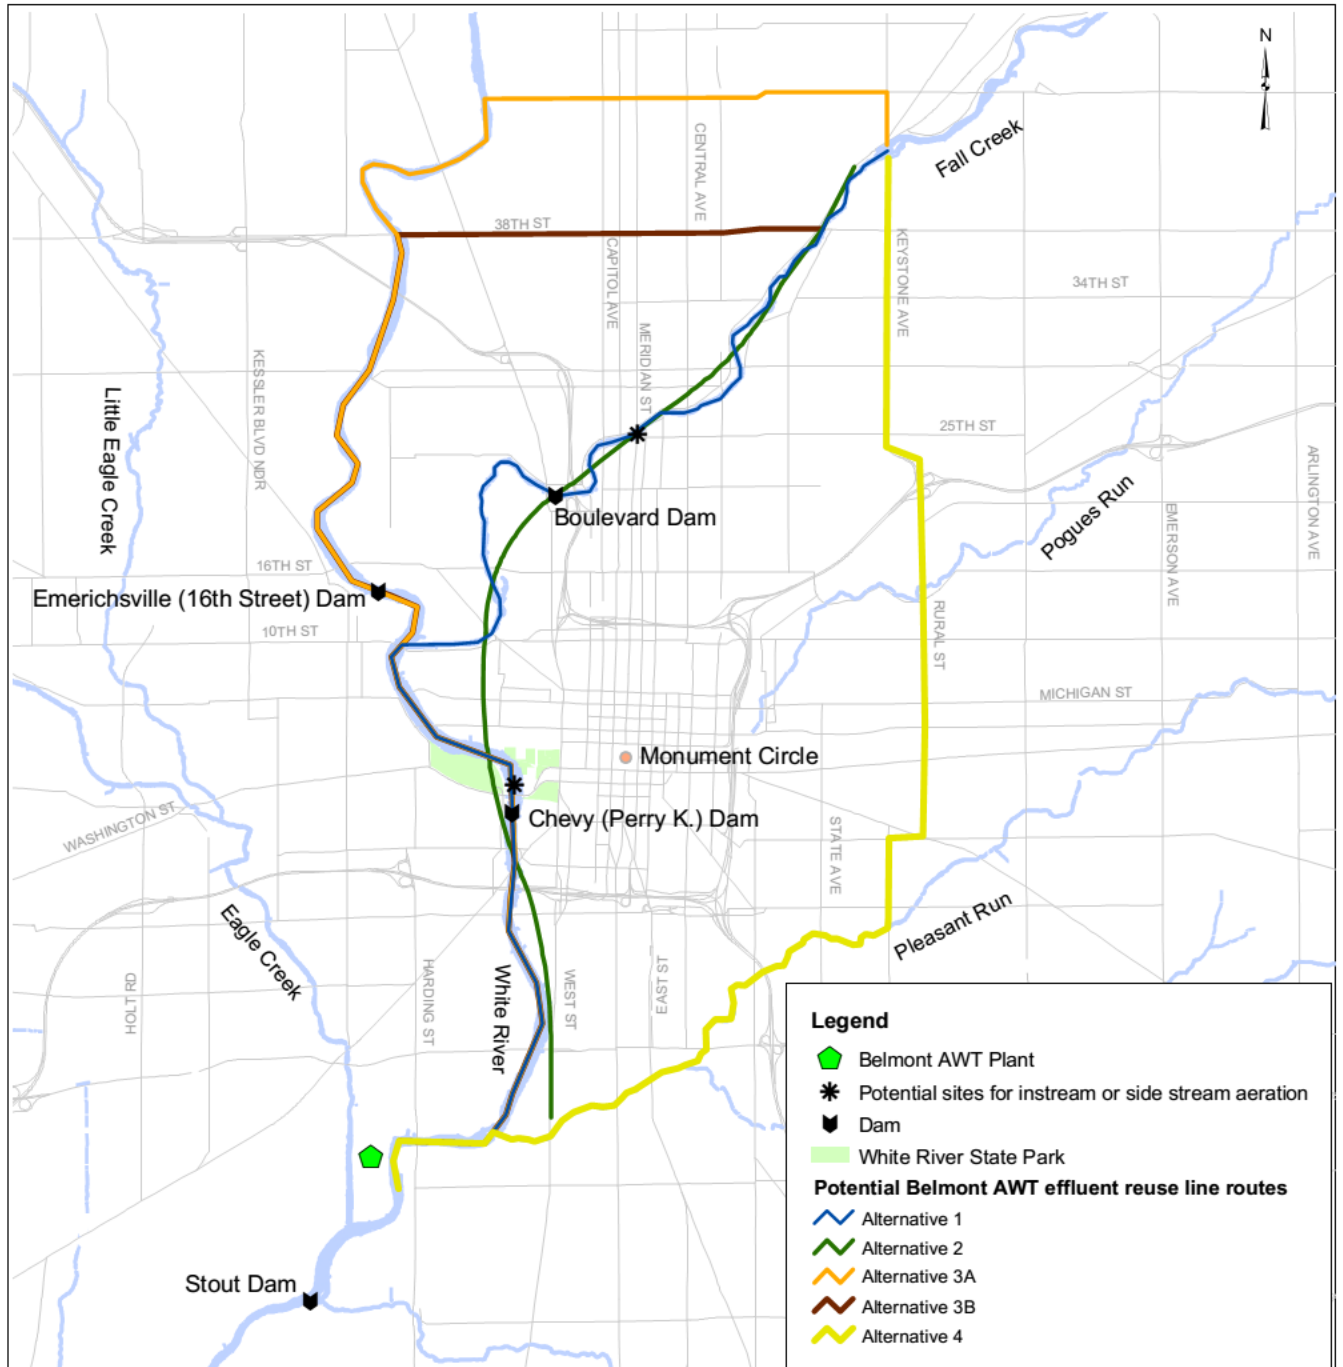 N
Fall Creek
CENTRAL AVE
38TH ST
CAPITOL AVE
KEYSTONE AVE
34TH ST
MERIDIAN ST
KESSLER BLVD NDR
Little Eagle Creek
25TH ST
ARLINGTON AVE
Pogues Run
EMERSON AVE
Boulevard Dam
16TH ST
Emerichsville (16th Street) Dam
10TH ST
RURAL ST
MICHIGAN ST
Monument Circle
Chevy (Perry K.) Dam
WASHINGTON ST
STATE AVE
Pleasant Run
Eagle Creek
HOLT RD
HARDING ST
White River
WEST ST
EAST ST
Stout Dam
Legend
Belmont AWT Plant
Potential sites for instream or side stream aeration
Dam
White River State Park
Potential Belmont AWT effluent reuse line routes
Alternative 1
Alternative 2
Alternative 3A
Alternative 3B
Alternative 4